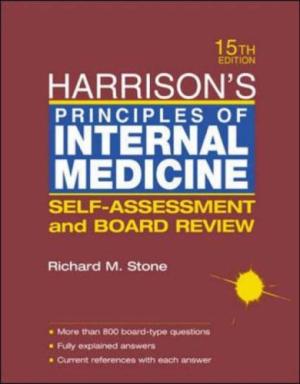 15TH
EDITION
HARRISON'S
PRINCIPLES OF
INTERNAL
MEDICINE
SELF-ASSESSMENT
and BOARD REVIEW
Richard M. Stone
• More than 800 board-type questions
• Fully explained answers
• Current references with each answer